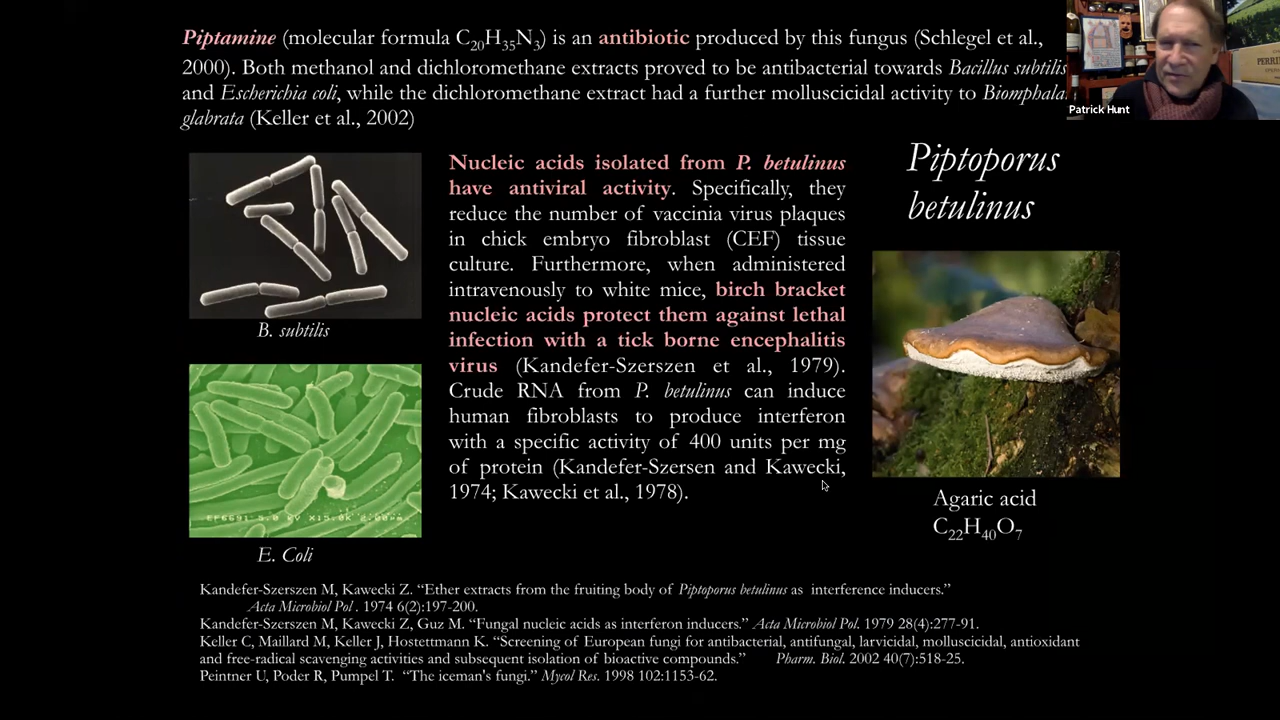 Piptamine (molecular formula C₂₀H₃₅N₃) is an antibiotic produced by this fungus (Schlegel et al.,
2000). Both methanol and dichloromethane extracts proved to be antibacterial towards Bacillus subtilis
and Escherichia coli, while the dichloromethane extract had a further molluscicidal activity to Biomphala
glabrata (Keller et al., 2002)
Patrick Hunt
Nucleic acids isolated from P. betulinus
have antiviral activity. Specifically, they
reduce the number of vaccinia virus plaques
in chick embryo fibroblast (CEF) tissue
culture. Furthermore, when administered
intravenously to white mice, birch bracket
nucleic acids protect them against lethal
infection with a tick borne encephalitis
virus (Kandefer-Szerszen et al., 1979).
Crude RNA from P. betulinus can induce
human fibroblasts to produce interferon
with a specific activity of 400 units per mg
of protein (Kandefer-Szersen and Kawecki,
1974; Kawecki et al., 1978).
Piptoporus
betulinus
B. subtilis
E. Coli
Agaric acid
C₂₂H₄₀O₇
Kandefer-Szerszen M, Kawecki Z. “Ether extracts from the fruiting body of Piptoporus betulinus as interference inducers.”
Acta Microbiol Pol . 1974 6(2):197-200.
Kandefer-Szerszen M, Kawecki Z, Guz M. “Fungal nucleic acids as interferon inducers.” Acta Microbiol Pol. 1979 28(4):277-91.
Keller C, Maillard M, Keller J, Hostettmann K. “Screening of European fungi for antibacterial, antifungal, larvicidal, molluscicidal, antioxidant
and free-radical scavenging activities and subsequent isolation of bioactive compounds.” Pharm. Biol. 2002 40(7):518-25.
Peintner U, Poder R, Pumpel T. “The iceman's fungi.” Mycol Res. 1998 102:1153-62.